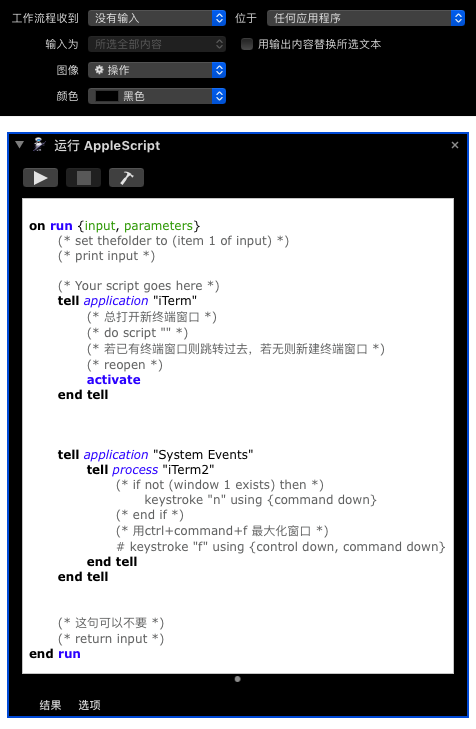 工作流程收到 没有输入 位于 任何应用程序
输入为 所选全部内容 用输出内容替换所选文本
图像 操作
颜色 黑色
运行 AppleScript
on run {input, parameters}
(* set thefolder to (item 1 of input) *)
(* print input *)
(* Your script goes here *)
tell application "iTerm"
(* 总打开新终端窗口 *)
(* do script "" *)
(* 若已有终端窗口则跳转过去，若无则新建终端窗口 *)
(* reopen *)
activate
end tell
tell application "System Events"
tell process "iTerm2"
(* if not (window 1 exists) then *)
keystroke "n" using {command down}
(* end if *)
(* 用ctrl+command+f 最大化窗口 *)
# keystroke "f" using {control down, command down}
end tell
end tell
(* 这句可以不要 *)
(* return input *)
end run
结果 选项